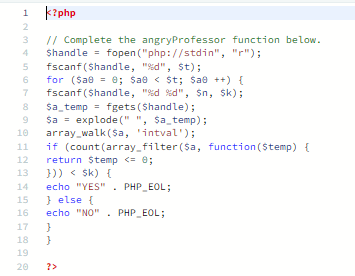 1 <?php
2
3 // Complete the angryProfessor function below.
4 $handle = fopen("php://stdin", "r");
5 fscanf($handle, "%d", $t);
6 for ($a0 = 0; $a0 < $t; $a0 ++) {
7 fscanf($handle, "%d %d", $n, $k);
8 $a_temp = fgets($handle);
9 $a = explode(" ", $a_temp);
10 array_walk($a, 'intval');
11 if (count(array_filter($a, function($temp) {
12 return $temp <= 0;
13 })) < $k) {
14 echo "YES" . PHP_EOL;
15 } else {
16 echo "NO" . PHP_EOL;
17 }
18 }
19
20 ?>